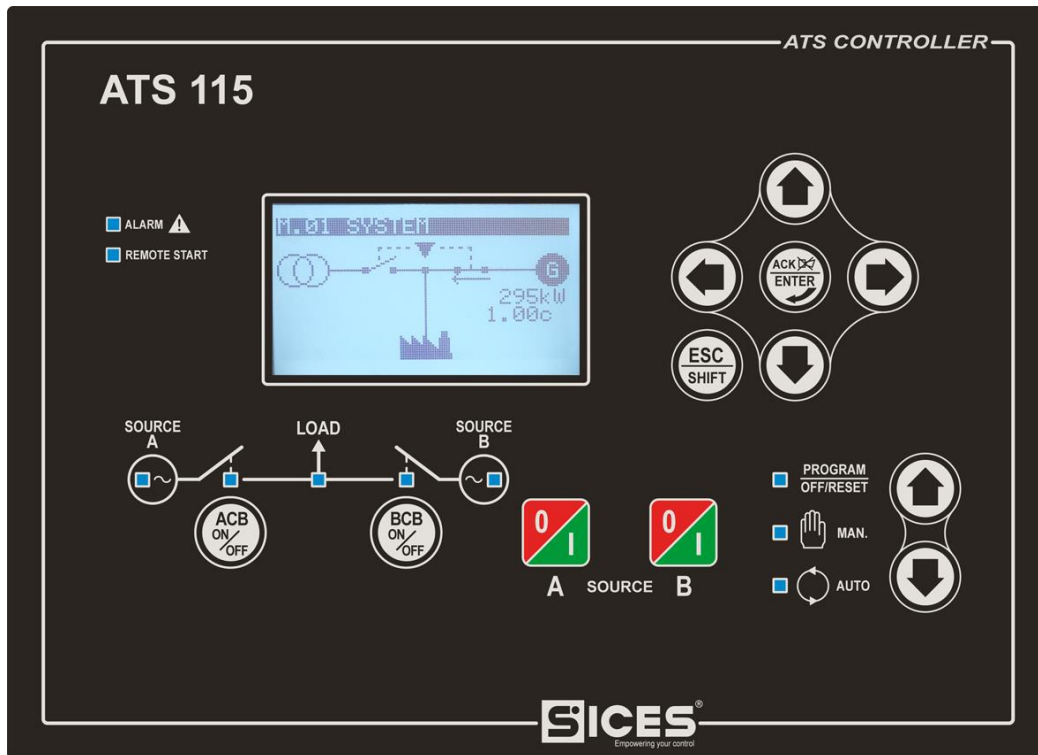 ATS CONTROLLER
ATS 115
ALARM
REMOTE START
M.01 SYSTEM
G
295kW
1.00c
ACK
ENTER
ESC
SHIFT
SOURCE
A
LOAD
SOURCE
B
ACB
ON/OFF
BCB
ON/OFF
0
I
0
I
A SOURCE B
PROGRAM
OFF/RESET
MAN.
AUTO
SICES®
Empowering your control